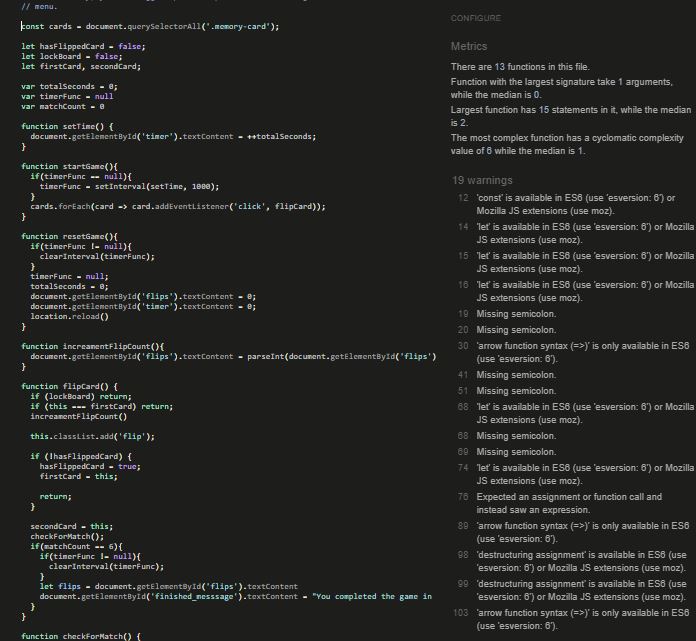 // menu.
const cards = document.querySelectorAll('.memory-card');
let hasFlippedCard = false;
let lockBoard = false;
let firstCard, secondCard;
var totalSeconds = 0;
var timerFunc = null
var matchCount = 0
function setTime() {
document.getElementById('timer').textContent = ++totalSeconds;
}
function startGame(){
if(timerFunc == null){
timerFunc = setInterval(setTime, 1000);
}
cards.forEach(card => card.addEventListener('click', flipCard));
}
function resetGame(){
if(timerFunc != null){
clearInterval(timerFunc);
}
timerFunc = null;
totalSeconds = 0;
document.getElementById('flips').textContent = 0;
document.getElementById('timer').textContent = 0;
location.reload()
}
function increamentFlipCount(){
document.getElementById('flips').textContent = parseInt(document.getElementById('flips')
}
function flipCard() {
if (lockBoard) return;
if (this === firstCard) return;
increamentFlipCount()
this.classList.add('flip');
if (!hasFlippedCard) {
hasFlippedCard = true;
firstCard = this;
return;
}
secondCard = this;
checkForMatch();
if(matchCount == 6){
if(timerFunc != null){
clearInterval(timerFunc);
}
let flips = document.getElementById('flips').textContent
document.getElementById('finished_messsage').textContent = "You completed the game in
}
}
function checkForMatch() {
CONFIGURE
Metrics
There are 13 functions in this file.
Function with the largest signature take 1 arguments,
while the median is 0.
Largest function has 15 statements in it, while the median
is 2.
The most complex function has a cyclomatic complexity
value of 6 while the median is 1.
19 warnings
12 'const' is available in ES6 (use 'esversion: 6') or
Mozilla JS extensions (use moz).
14 'let' is available in ES6 (use 'esversion: 6') or Mozilla
JS extensions (use moz).
15 'let' is available in ES6 (use 'esversion: 6') or Mozilla
JS extensions (use moz).
16 'let' is available in ES6 (use 'esversion: 6') or Mozilla
JS extensions (use moz).
19 Missing semicolon.
20 Missing semicolon.
30 'arrow function syntax (=>)' is only available in ES6
(use 'esversion: 6').
41 Missing semicolon.
51 Missing semicolon.
68 'let' is available in ES6 (use 'esversion: 6') or Mozilla
JS extensions (use moz).
68 Missing semicolon.
69 Missing semicolon.
74 'let' is available in ES6 (use 'esversion: 6') or Mozilla
JS extensions (use moz).
76 Expected an assignment or function call and
instead saw an expression.
89 'arrow function syntax (=>)' is only available in ES6
(use 'esversion: 6').
98 'destructuring assignment' is available in ES6 (use
'esversion: 6') or Mozilla JS extensions (use moz).
99 'destructuring assignment' is available in ES6 (use
'esversion: 6') or Mozilla JS extensions (use moz).
103 'arrow function syntax (=>)' is only available in ES6
(use 'esversion: 6').